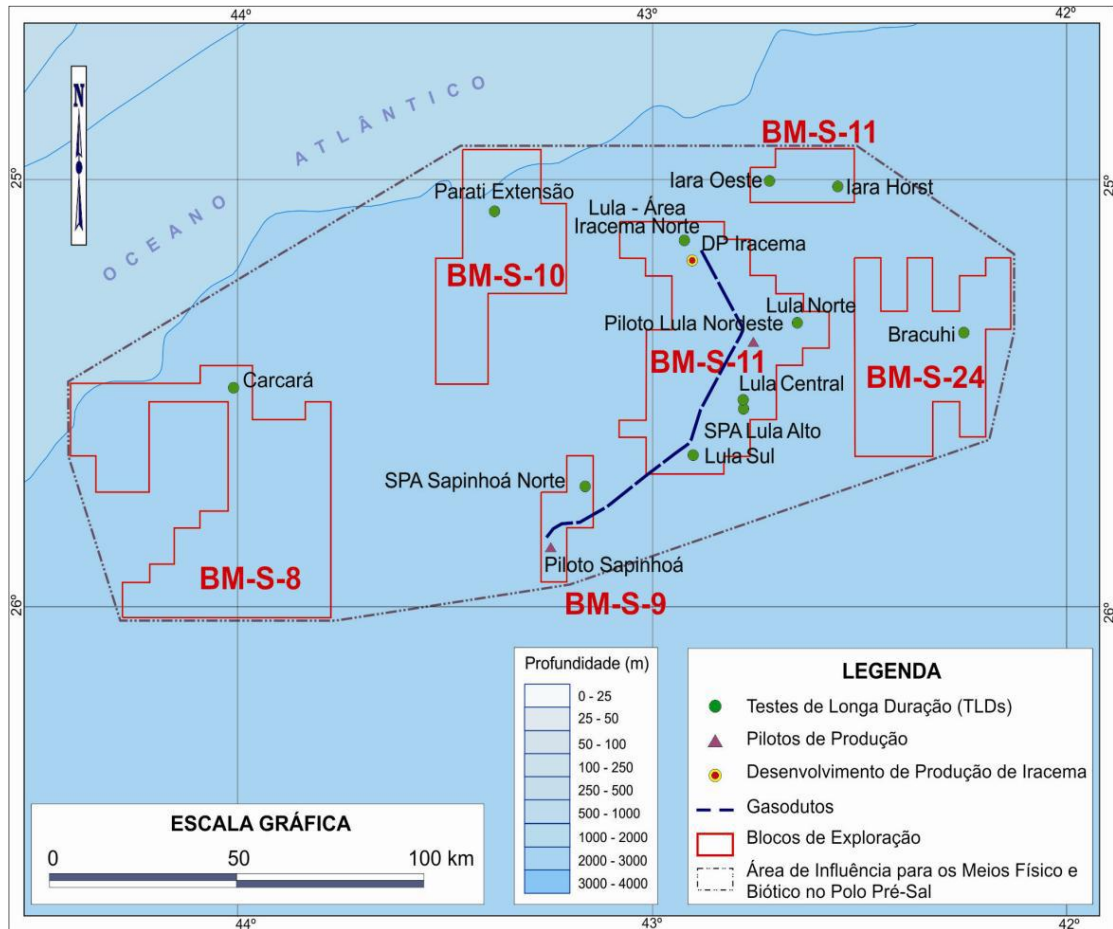 44º
43º
42º
N
OCEANO ATLÂNTICO
BM-S-11
25º
25º
Iara Oeste
Iara Horst
Parati Extensão
Lula - Área
Iracema Norte
DP Iracema
BM-S-10
Lula Norte
Piloto Lula Nordeste
Bracuhi
BM-S-11
BM-S-24
Carcará
Lula Central
SPA Lula Alto
Lula Sul
SPA Sapinhoá Norte
Piloto Sapinhoá
BM-S-8
BM-S-9
26º
26º
Profundidade (m)
0 - 25
25 - 50
50 - 100
100 - 250
250 - 500
500 - 1000
1000 - 2000
2000 - 3000
3000 - 4000
LEGENDA
Testes de Longa Duração (TLDs)
Pilotos de Produção
Desenvolvimento de Produção de Iracema
Gasodutos
Blocos de Exploração
Área de Influência para os Meios Físico e
Biótico no Polo Pré-Sal
ESCALA GRÁFICA
0 50 100 km
44º
43º
42º